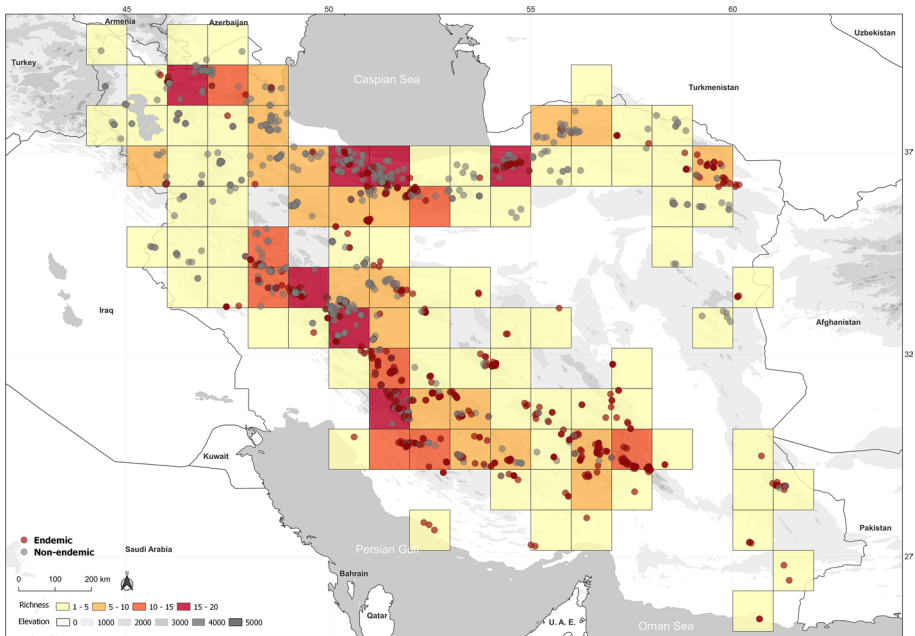 45 50 55 60
Armenia Azerbaijan
Uzbekistan
Turkey
Caspian Sea
Turkmenistan
37
Iraq
Afghanistan
32
Kuwait
Endemic
Non-endemic
Pakistan
Saudi Arabia
Persian Gulf
27
0 100 200 km
Bahrain
Richness 1 - 5 5 - 10 10 - 15 15 - 20
Qatar
Elevation 0 1000 2000 3000 4000 5000
U. A. E.
Oman Sea